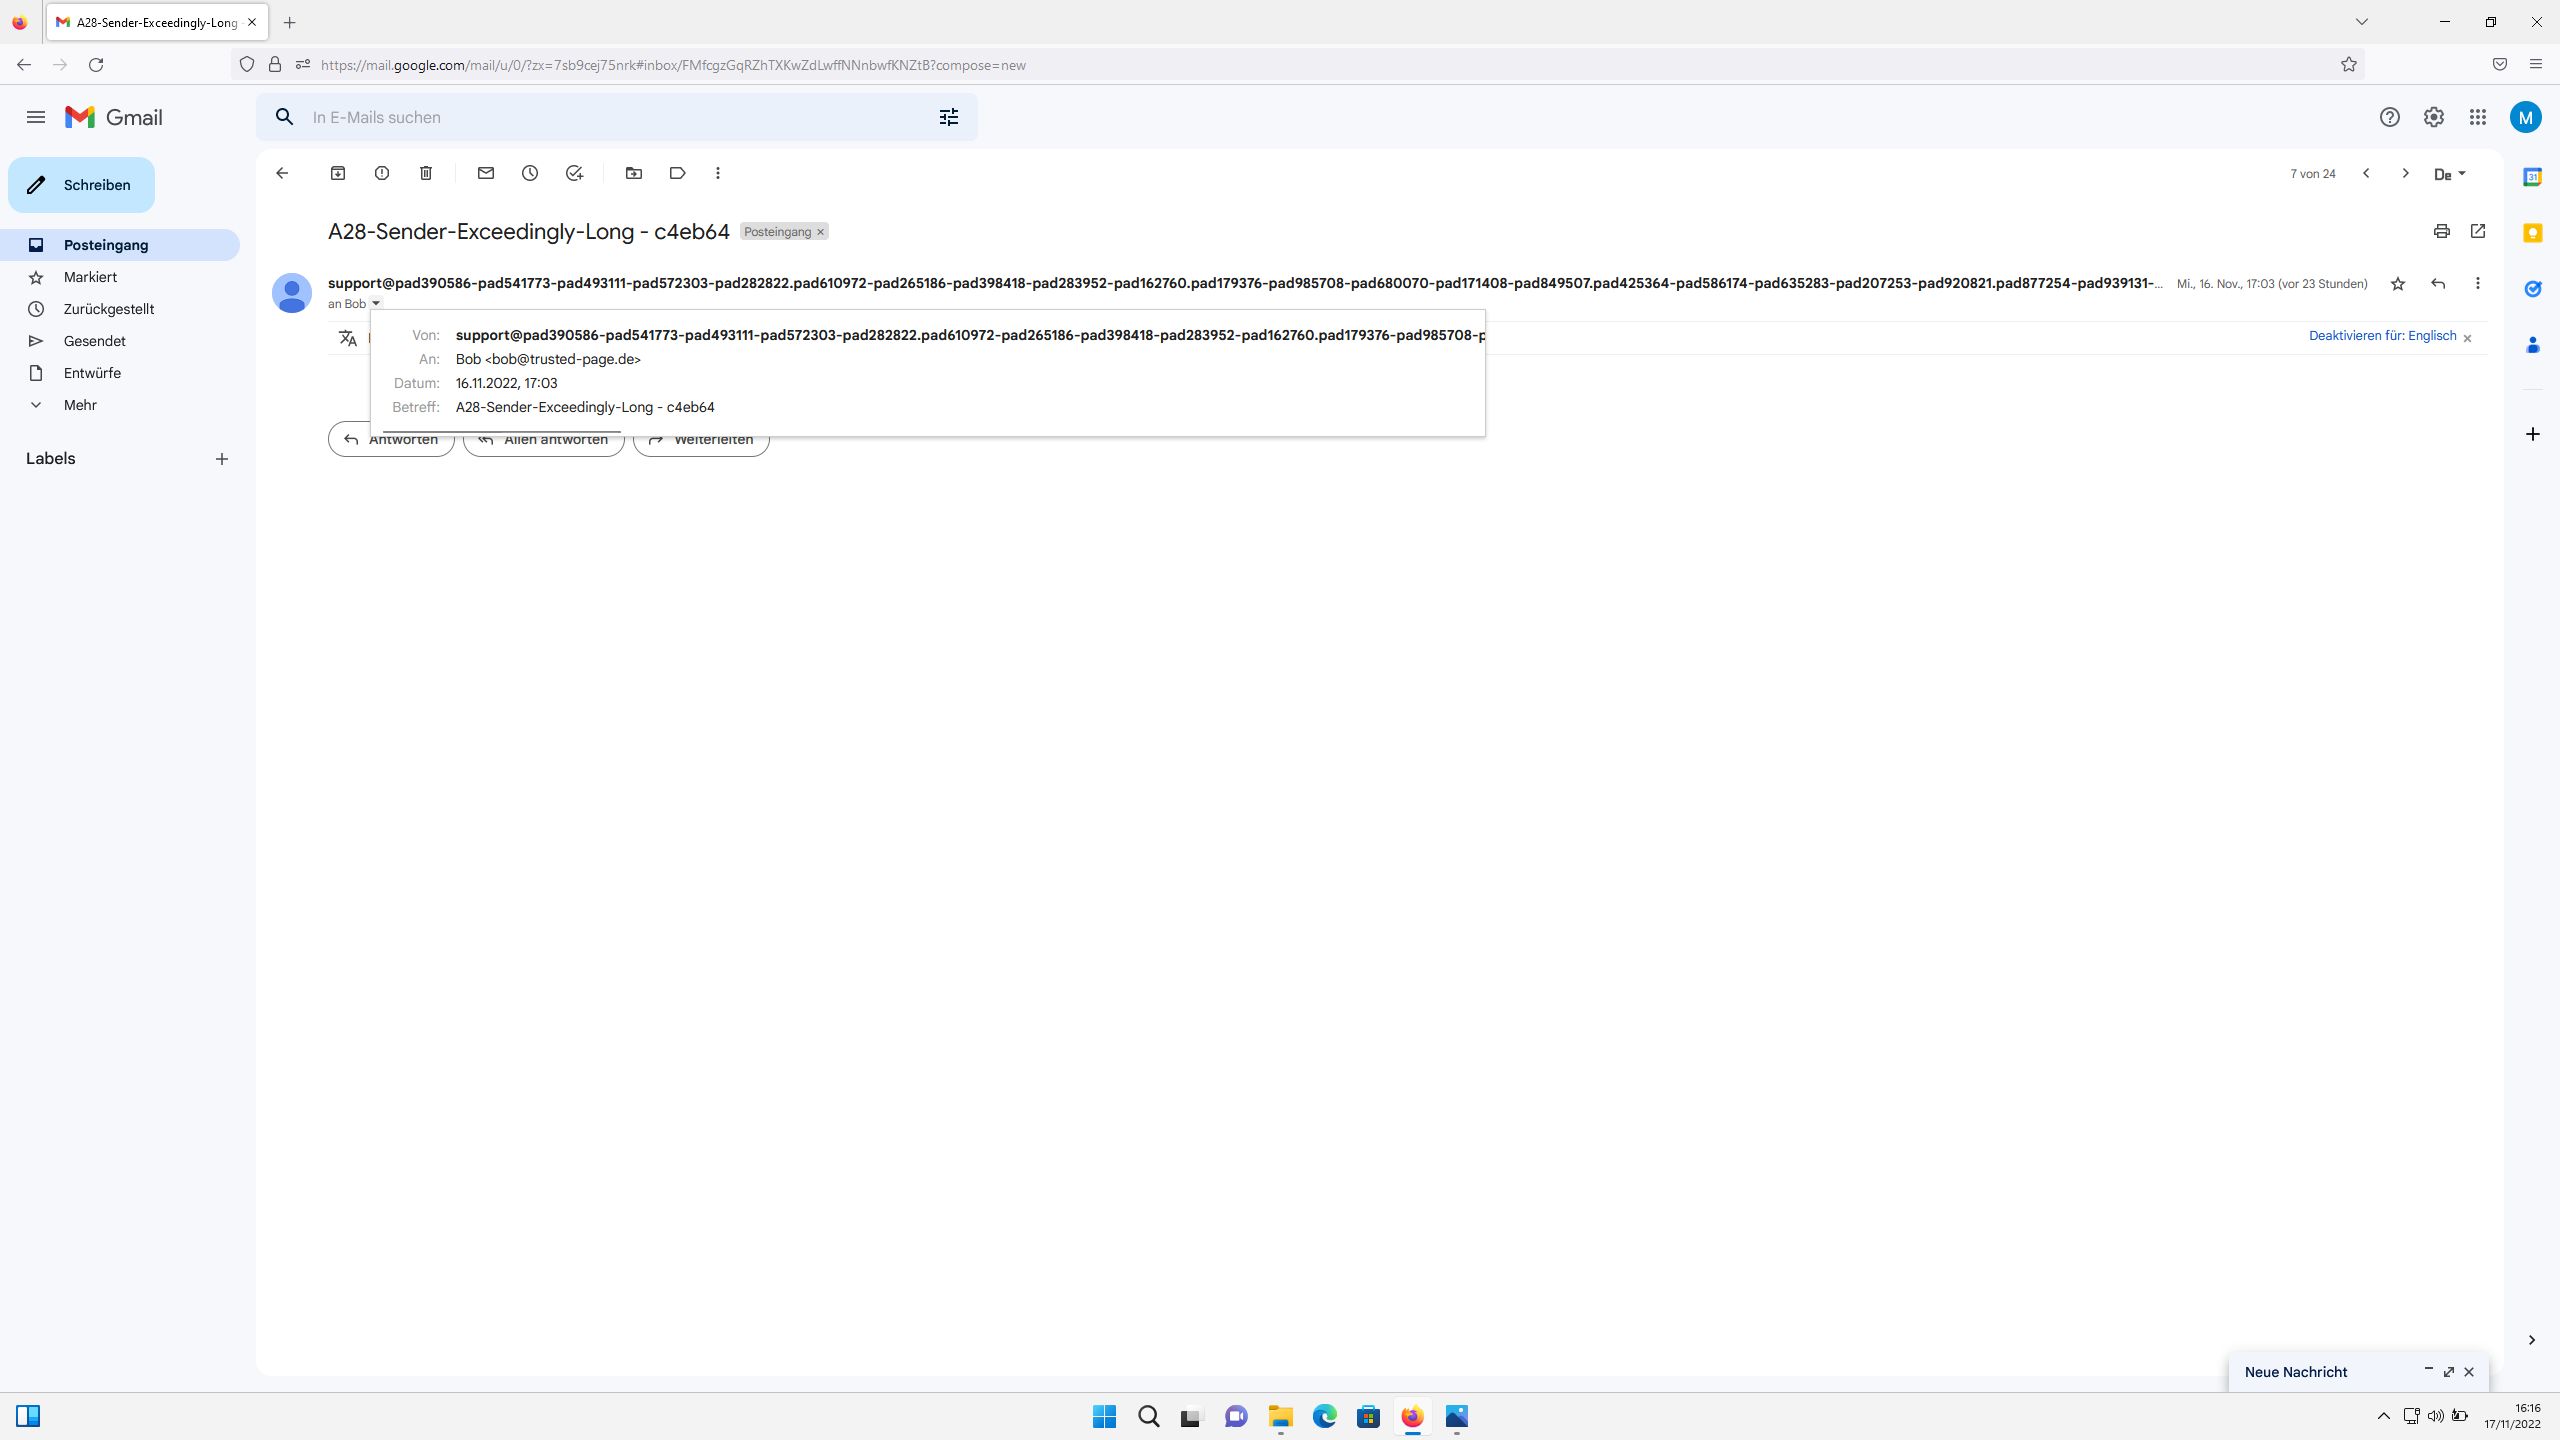 A28-Sender-Exceedingly-Long
https://mail.google.com/mail/u/0/?zx=7sb9cej75nrk#inbox/FMfcgzGqRZhTXKwZdLwffNNnbwfKNZtB?compose=new
Gmail
In E-Mails suchen
M
Schreiben
7 von 24
De
Posteingang
Markiert
Zurückgestellt
Gesendet
Entwürfe
Mehr
Labels
A28-Sender-Exceedingly-Long - c4eb64
Posteingang
support@pad390586-pad541773-pad493111-pad572303-pad282822.pad610972-pad265186-pad398418-pad283952-pad162760.pad179376-pad985708-pad680070-pad171408-pad849507.pad425364-pad586174-pad635283-pad207253-pad920821.pad877254-pad939131-...
Mi., 16. Nov., 17:03 (vor 23 Stunden)
an Bob
Von: support@pad390586-pad541773-pad493111-pad572303-pad282822.pad610972-pad265186-pad398418-pad283952-pad162760.pad179376-pad985708-p
An: Bob <bob@trusted-page.de>
Datum: 16.11.2022, 17:03
Betreff: A28-Sender-Exceedingly-Long - c4eb64
Deaktivieren für: Englisch
Antworten
Allen antworten
Weiterleiten
31
Neue Nachricht
16:16
17/11/2022